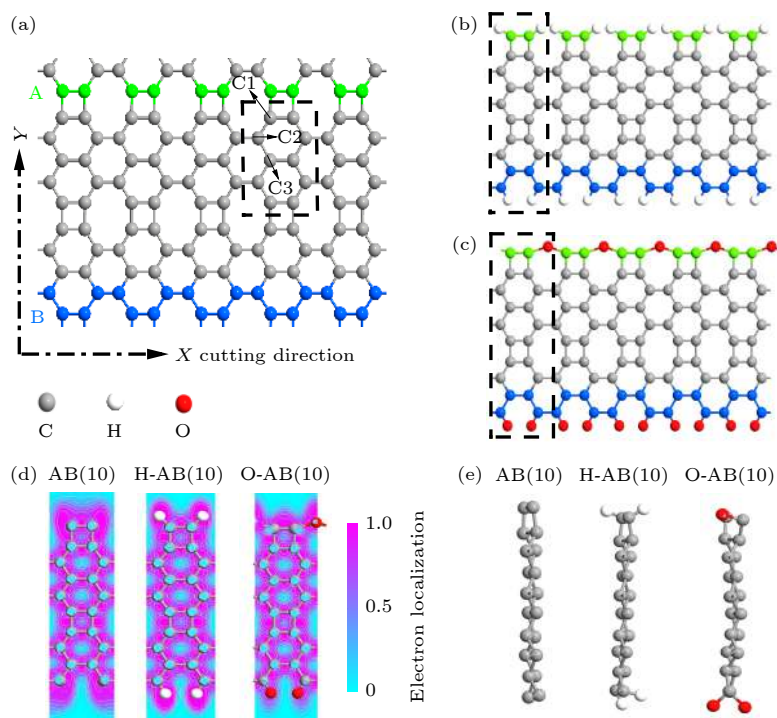 (a)
C1
A
C2
C3
Y
B
X cutting direction
C
H
O
(b)
(c)
(d) AB(10) H-AB(10) O-AB(10)
1.0
0.5
0
Electron localization
(e) AB(10) H-AB(10) O-AB(10)